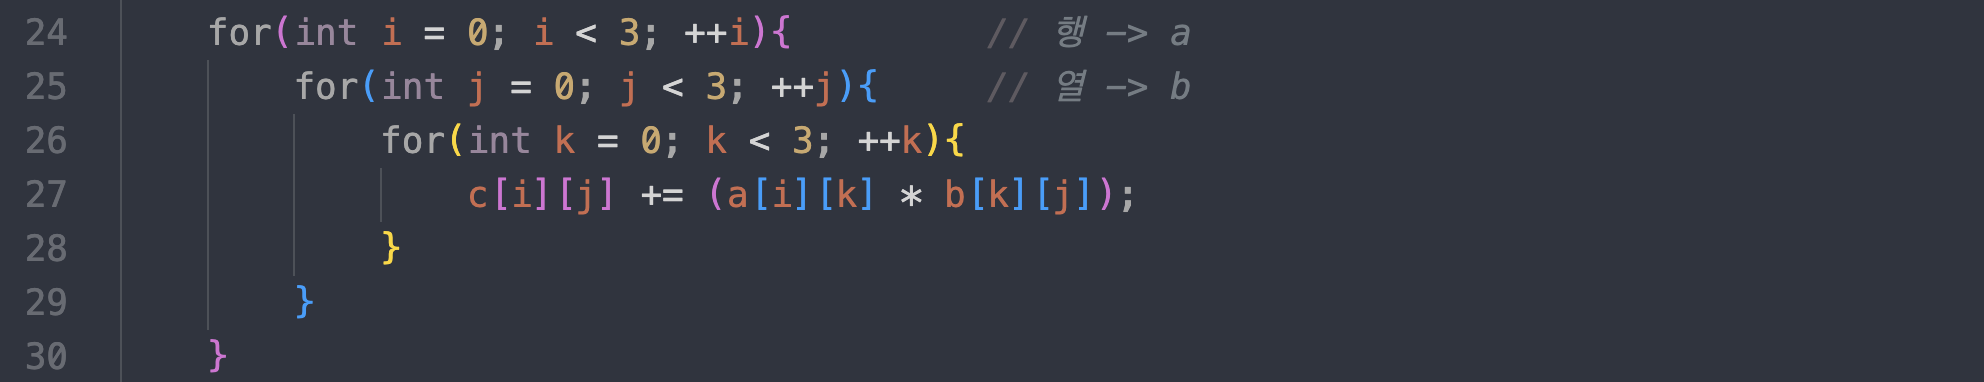 24 for(int i = 0; i < 3; ++i){ // 행 -> a
25 for(int j = 0; j < 3; ++j){ // 열 -> b
26 for(int k = 0; k < 3; ++k){
27 c[i][j] += (a[i][k] * b[k][j]);
28 }
29 }
30 }